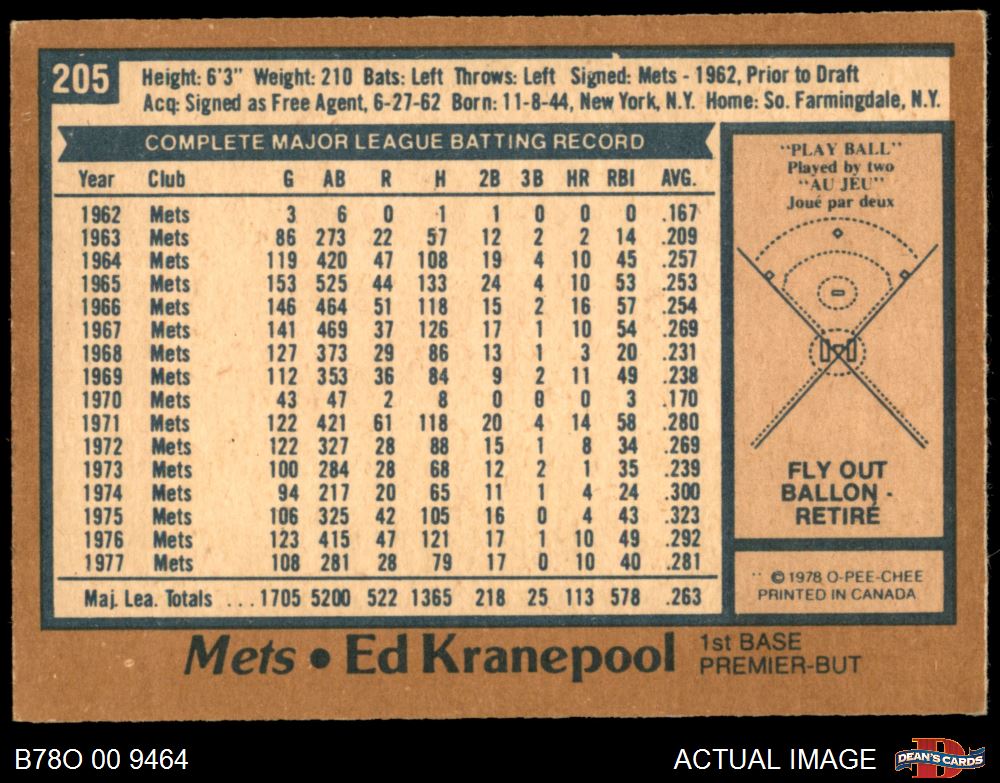 205
Height: 6'3" Weight: 210 Bats: Left Throws: Left Signed: Mets - 1962, Prior to Draft
Acq: Signed as Free Agent, 6-27-62 Born: 11-8-44, New York, N.Y. Home: So. Farmingdale, N.Y.
COMPLETE MAJOR LEAGUE BATTING RECORD
Year Club G AB R H 2B 3B HR RBI AVG.
1962 Mets 3 6 0 1 1 0 0 0 .167
1963 Mets 86 273 22 57 12 2 2 14 .209
1964 Mets 119 420 47 108 19 4 10 45 .257
1965 Mets 153 525 44 133 24 4 10 53 .253
1966 Mets 146 464 51 118 15 2 16 57 .254
1967 Mets 141 469 37 126 17 1 10 54 .269
1968 Mets 127 373 29 86 13 1 3 20 .231
1969 Mets 112 353 36 84 9 2 11 49 .238
1970 Mets 43 47 2 8 0 0 0 3 .170
1971 Mets 122 421 61 118 20 4 14 58 .280
1972 Mets 122 327 28 88 15 1 8 34 .269
1973 Mets 100 284 28 68 12 2 1 35 .239
1974 Mets 94 217 20 65 11 1 4 24 .300
1975 Mets 106 325 42 105 16 0 4 43 .323
1976 Mets 123 415 47 121 17 1 10 49 .292
1977 Mets 108 281 28 79 17 0 10 40 .281
Maj. Lea. Totals ... 1705 5200 522 1365 218 25 113 578 .263
"PLAY BALL"
Played by two
"AU JEU"
Joué par deux
FLY OUT
BALLON -
RETIRÉ
© 1978 O-PEE-CHEE
PRINTED IN CANADA
Mets • Ed Kranepool
1st BASE
PREMIER-BUT
B78O 00 9464
ACTUAL IMAGE
D
DEAN'S CARDS